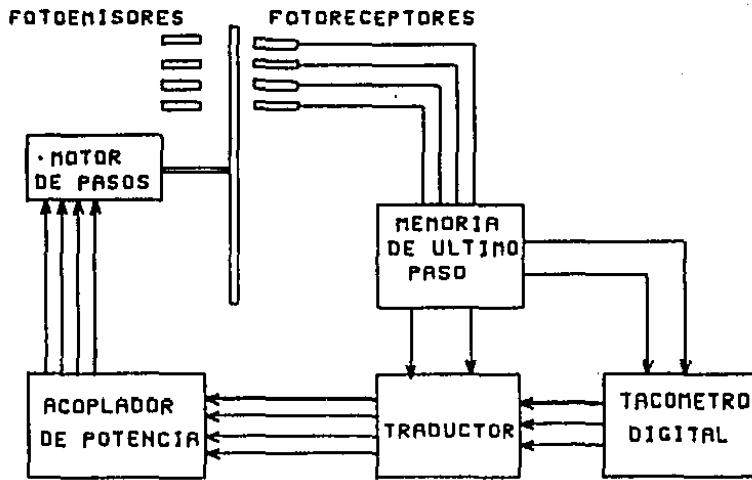 FOTOEMISORES
FOTORECEPTORES
MOTOR
DE PASOS
MEMORIA
DE ULTIMO
PASO
ACOPLADOR
DE POTENCIA
TRADUCTOR
TACOMETRO
DIGITAL